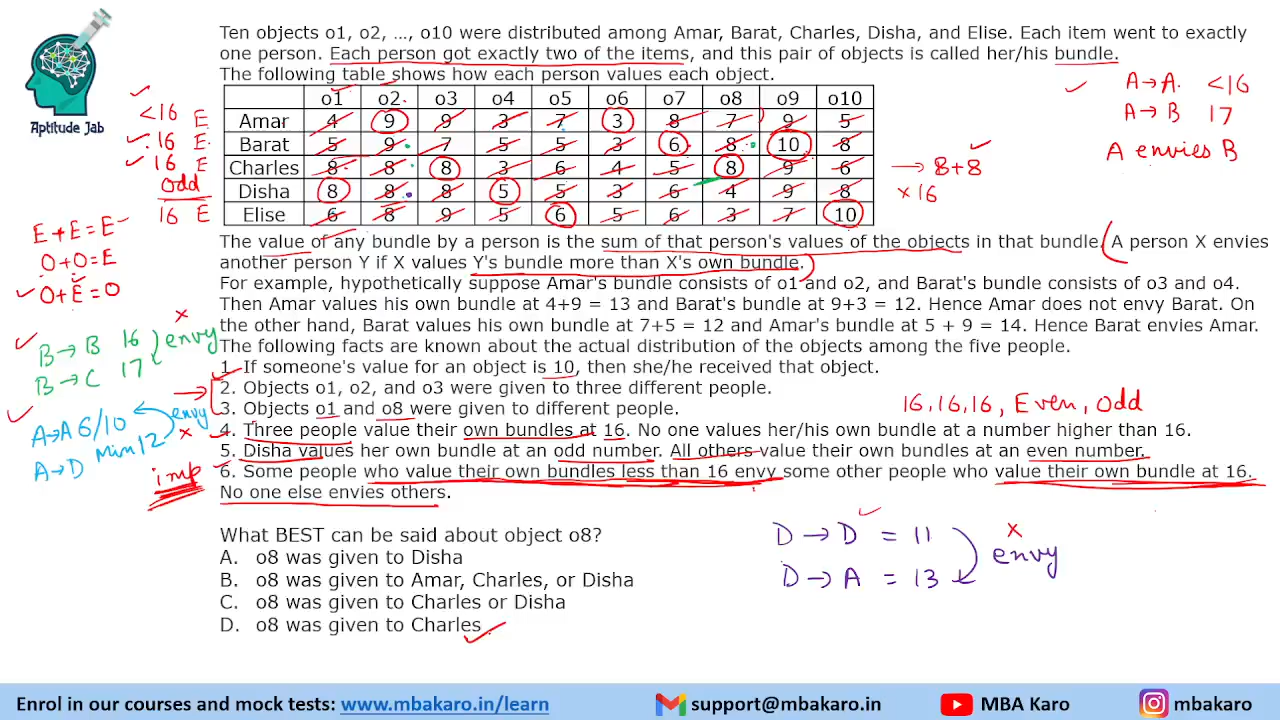 Aptitude Jab
Ten objects o1, o2, ..., o10 were distributed among Amar, Barat, Charles, Disha, and Elise. Each item went to exactly
one person. Each person got exactly two of the items, and this pair of objects is called her/his bundle.
The following table shows how each person values each object.
o1 o2 o3 o4 o5 o6 o7 o8 o9 o10
Amar 4 9 9 3 7 3 8 7 9 5
Barat 5 9 7 5 5 3 6 8 10 8
Charles 8 8 8 3 6 4 5 8 9 6
Disha 8 8 8 5 5 3 6 4 9 8
Elise 6 8 9 5 6 5 6 3 7 10
<16 E
16 E
16 E
odd
16 E
A→A. <16
A→B 17
A envies B
→ 8+8
×16
E+E=E
O+O=E
O+E=O
The value of any bundle by a person is the sum of that person's values of the objects in that bundle. A person X envies
another person Y if X values Y's bundle more than X's own bundle.
For example, hypothetically suppose Amar's bundle consists of o1 and o2, and Barat's bundle consists of o3 and o4.
Then Amar values his own bundle at 4+9 = 13 and Barat's bundle at 9+3 = 12. Hence Amar does not envy Barat. On
the other hand, Barat values his own bundle at 7+5 = 12 and Amar's bundle at 5 + 9 = 14. Hence Barat envies Amar.
The following facts are known about the actual distribution of the objects among the five people.
1. If someone's value for an object is 10, then she/he received that object.
2. Objects o1, o2, and o3 were given to three different people.
3. Objects o1 and o8 were given to different people.
4. Three people value their own bundles at 16. No one values her/his own bundle at a number higher than 16.
5. Disha values her own bundle at an odd number. All others value their own bundles at an even number.
6. Some people who value their own bundles less than 16 envy some other people who value their own bundle at 16.
No one else envies others.
B→B 16 x
B→C 17 envy
A→A 6/10 envy
A→D Min 12 x
imp
16, 16, 16, Even, Odd
What BEST can be said about object o8?
A. o8 was given to Disha
B. o8 was given to Amar, Charles, or Disha
C. o8 was given to Charles or Disha
D. o8 was given to Charles
D → D = 11 x
envy
D → A = 13
Enrol in our courses and mock tests: www.mbakaro.in/learn support@mbakaro.in MBA Karo mbakaro